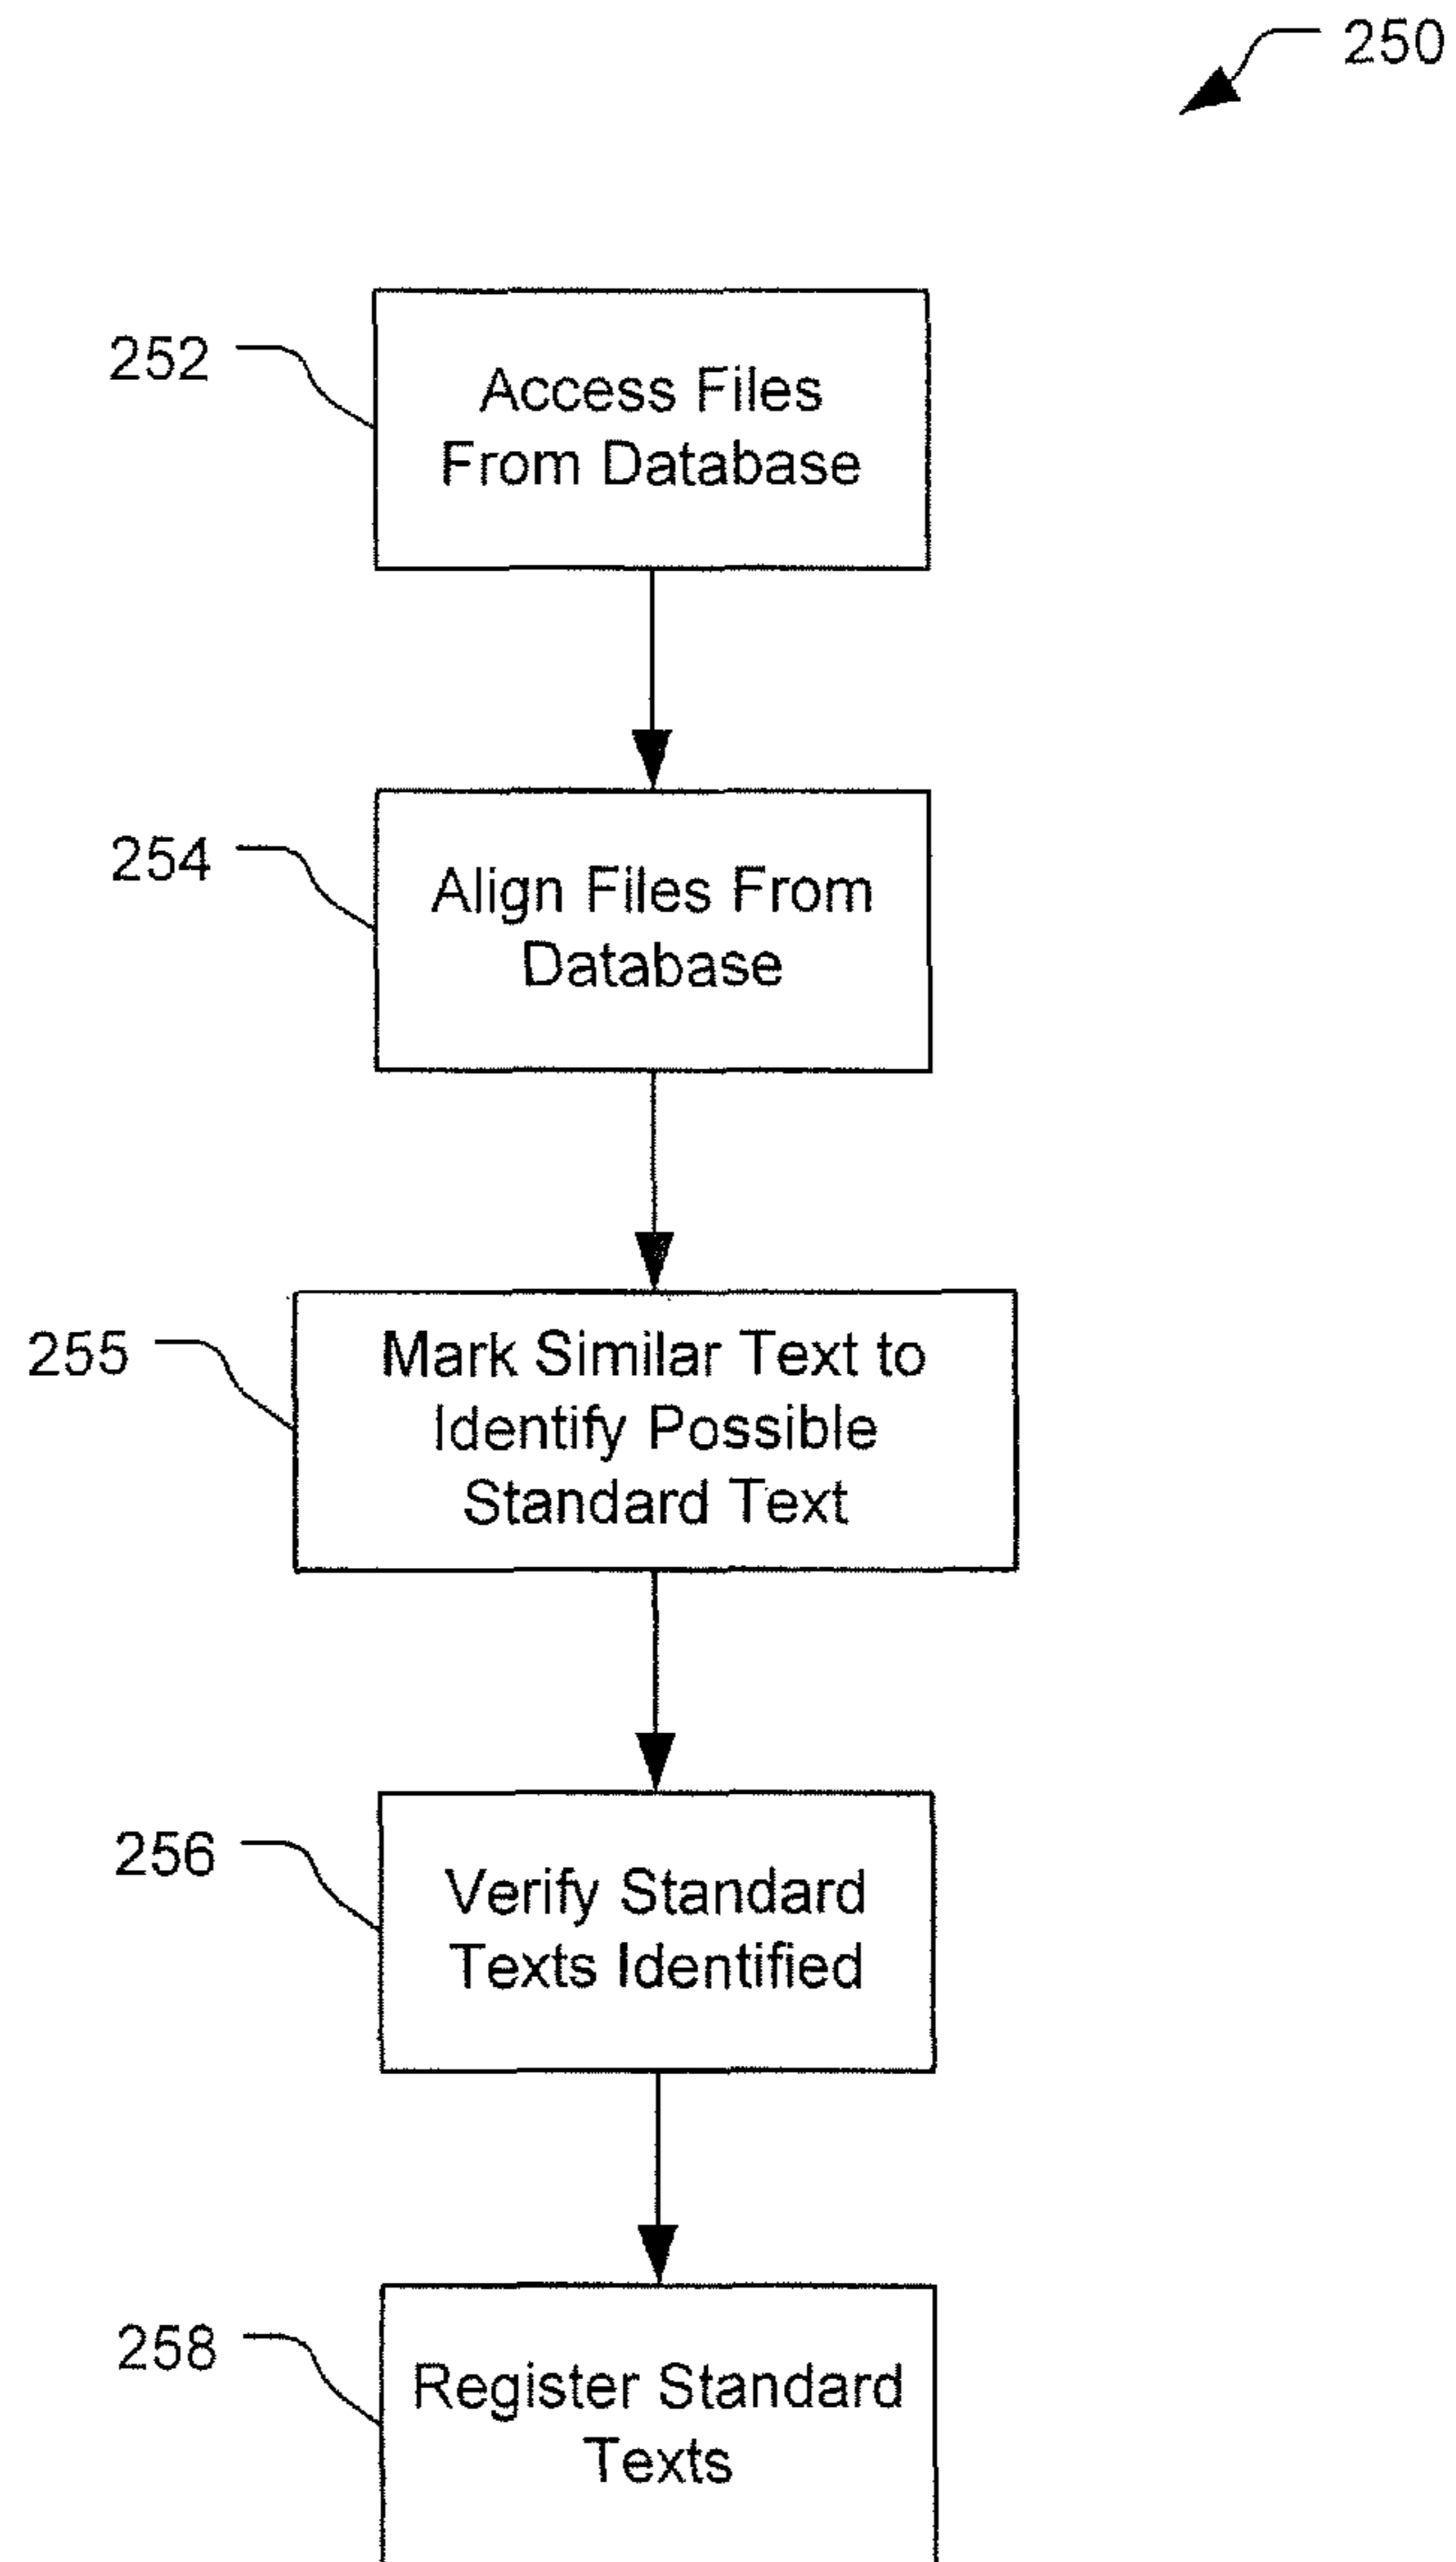 250
252
Access Files
From Database
254
Align Files From
Database
255
Mark Similar Text to
Identify Possible
Standard Text
256
Verify Standard
Texts Identified
258
Register Standard
Texts